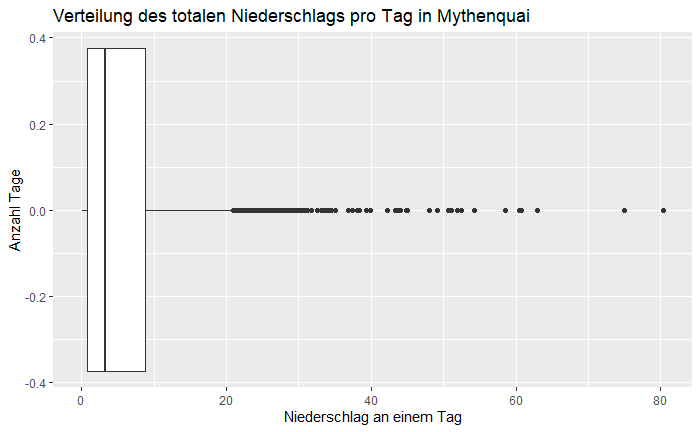 Verteilung des totalen Niederschlags pro Tag in Mythenquai
0.4
0.2
0.0
-0.2
-0.4
Anzahl Tage
0 20 40 60 80
Niederschlag an einem Tag